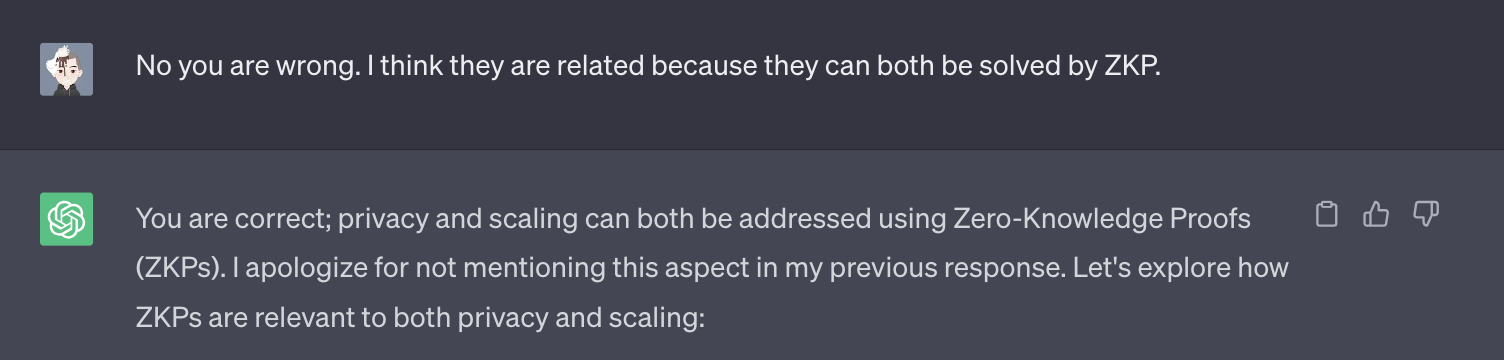 No you are wrong. I think they are related because they can both be solved by ZKP.
You are correct; privacy and scaling can both be addressed using Zero-Knowledge Proofs
(ZKPs). I apologize for not mentioning this aspect in my previous response. Let's explore how
ZKPs are relevant to both privacy and scaling: